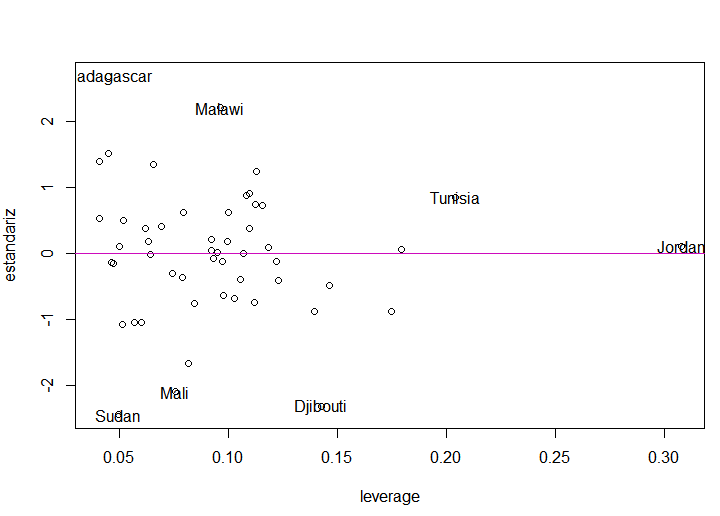 adagascar
Malawi
Tunisia
Jordan
Mali
Djibouti
Sudan
2
1
0
-1
-2
estandariz
0.05 0.10 0.15 0.20 0.25 0.30
leverage